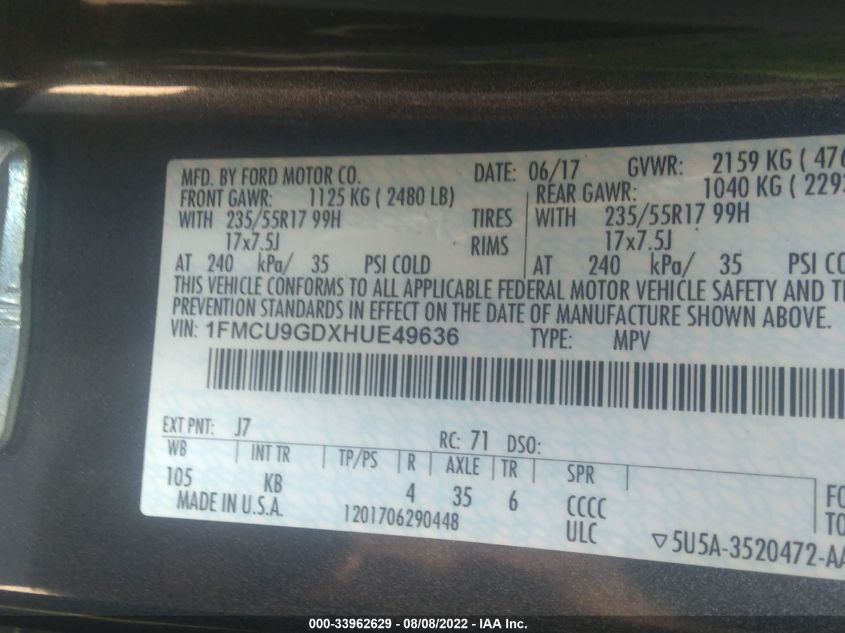 MFD. BY FORD MOTOR CO. DATE: 06/17 GVWR: 2159 KG ( 476
FRONT GAWR: 1125 KG ( 2480 LB) REAR GAWR: 1040 KG ( 2293
WITH 235/55R17 99H TIRES WITH 235/55R17 99H
17x7.5J RIMS 17x7.5J
AT 240 kPa/ 35 PSI COLD AT 240 kPa/ 35 PSI CO
THIS VEHICLE CONFORMS TO ALL APPLICABLE FEDERAL MOTOR VEHICLE SAFETY AND T
PREVENTION STANDARDS IN EFFECT ON THE DATE OF MANUFACTURE SHOWN ABOVE.
VIN: 1FMCU9GDXHUE49636 TYPE: MPV
EXT PNT: J7 RC: 71 DSO:
WB INT TR TP/PS R AXLE TR SPR
105 KB 4 35 6 CCCC
MADE IN U.S.A. 1201706290448 ULC
FO
TO
▽5U5A-3520472-AA
000-33962629 - 08/08/2022 - IAA Inc.